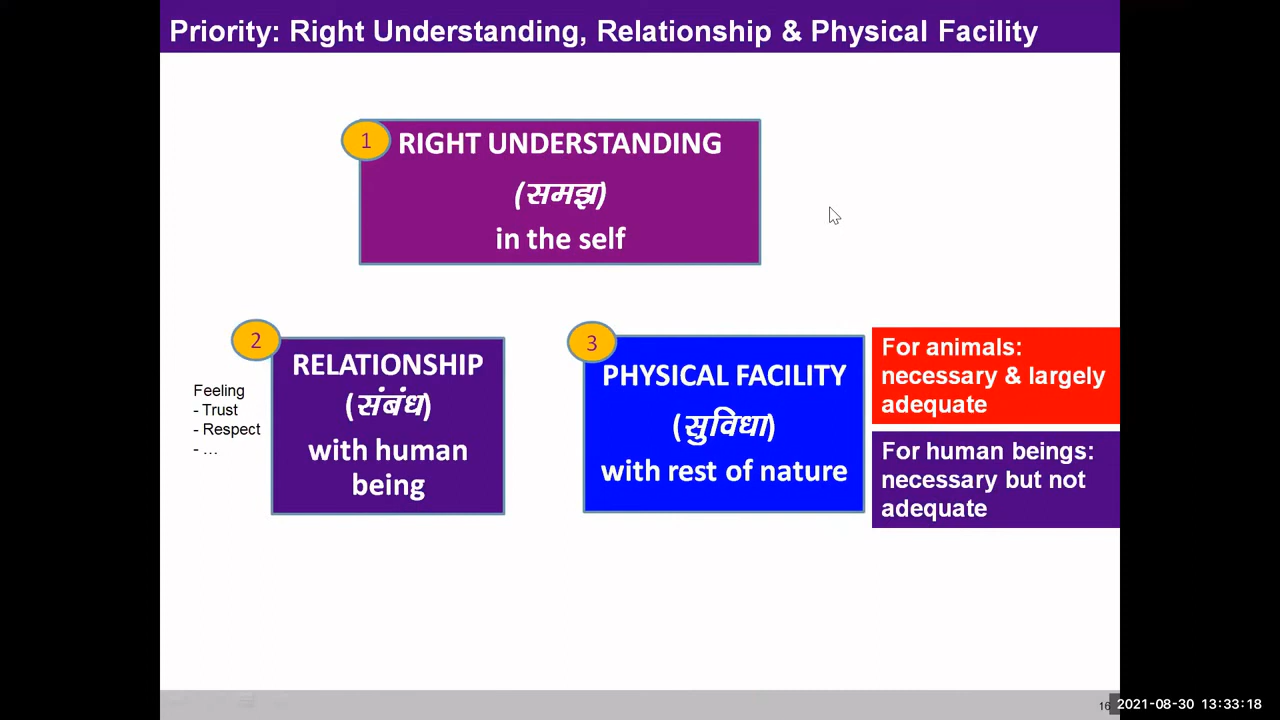 Priority: Right Understanding, Relationship & Physical Facility
1
RIGHT UNDERSTANDING
(समझ)
in the self
2
RELATIONSHIP
(संबंध)
with human
being
Feeling
- Trust
- Respect
- ...
3
PHYSICAL FACILITY
(सुविधा)
with rest of nature
For animals:
necessary & largely
adequate
For human beings:
necessary but not
adequate
16
2021-08-30 13:33:18